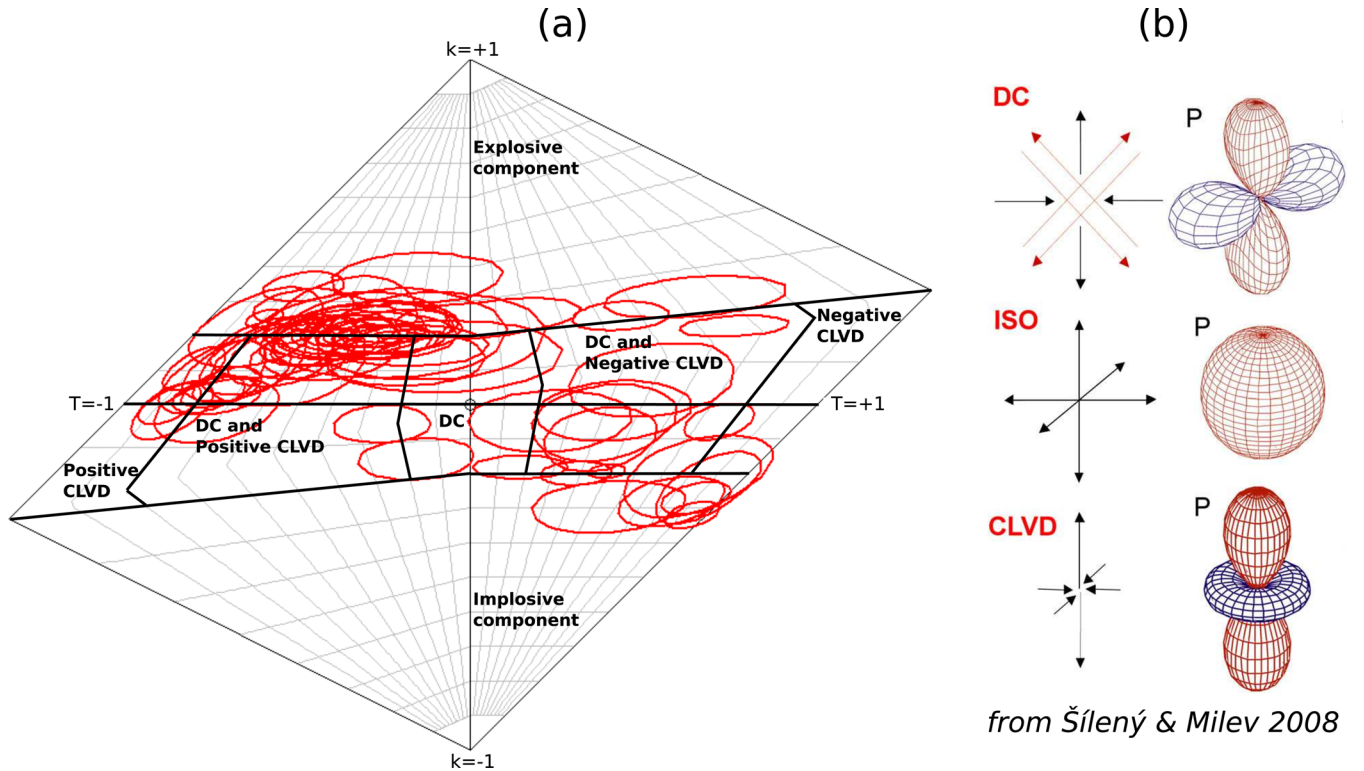 (a)
k=+1
Explosive
component
Negative
CLVD
DC and
Negative CLVD
T=-1
T=+1
DC
DC and
Positive CLVD
Positive
CLVD
Implosive
component
k=-1
(b)
DC
P
ISO
P
CLVD
P
from Šílený & Milev 2008